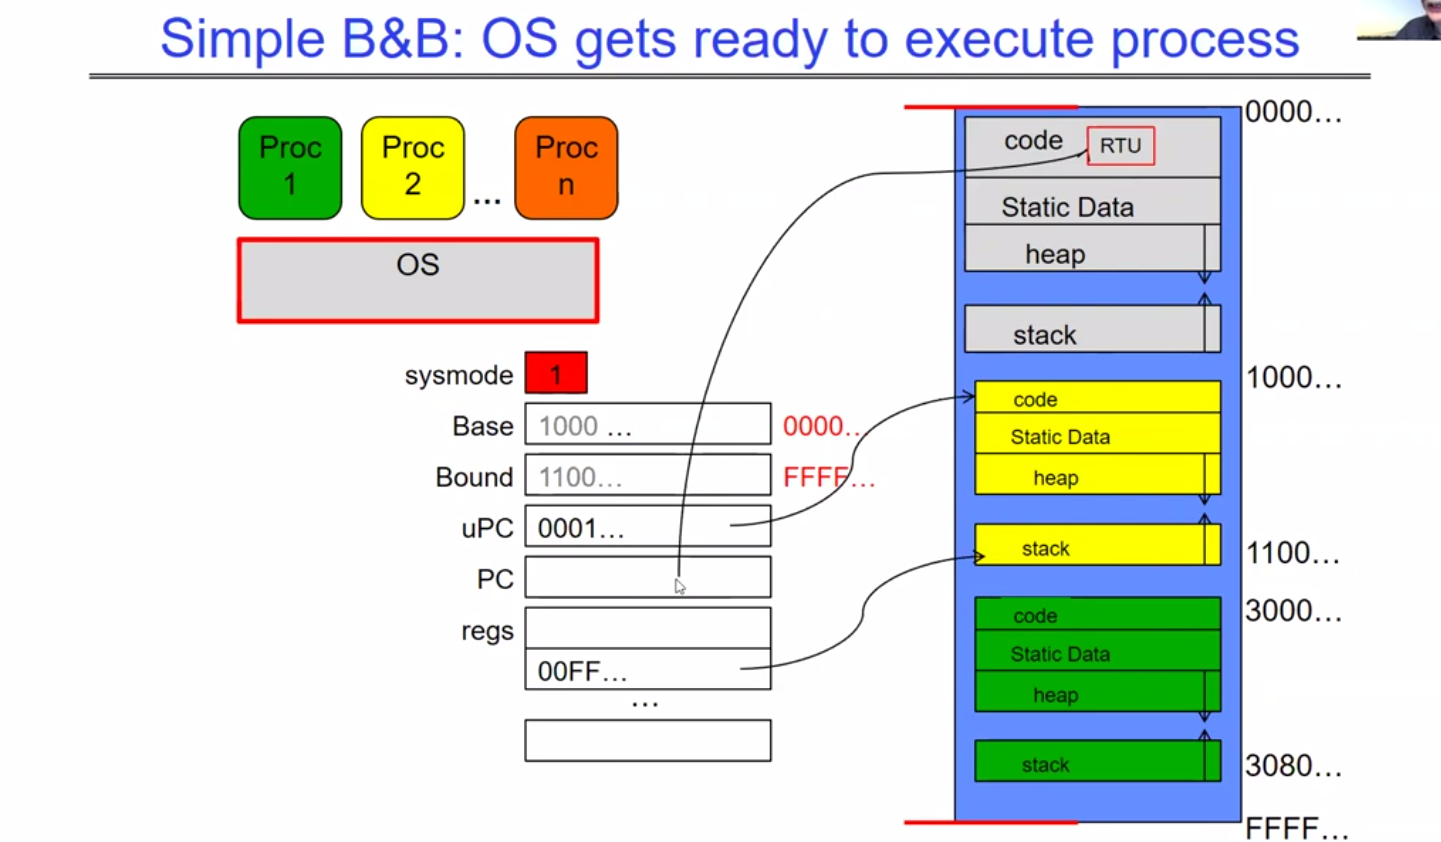 Simple B&B: OS gets ready to execute process
Proc
1
Proc
2
...
Proc
n
OS
sysmode 1
Base 1000 ... 0000...
Bound 1100... FFFF...
uPC 0001...
PC
regs
00FF...
...
0000...
code RTU
Static Data
heap
stack
1000...
code
Static Data
heap
stack
1100...
3000...
code
Static Data
heap
stack
3080...
FFFF...